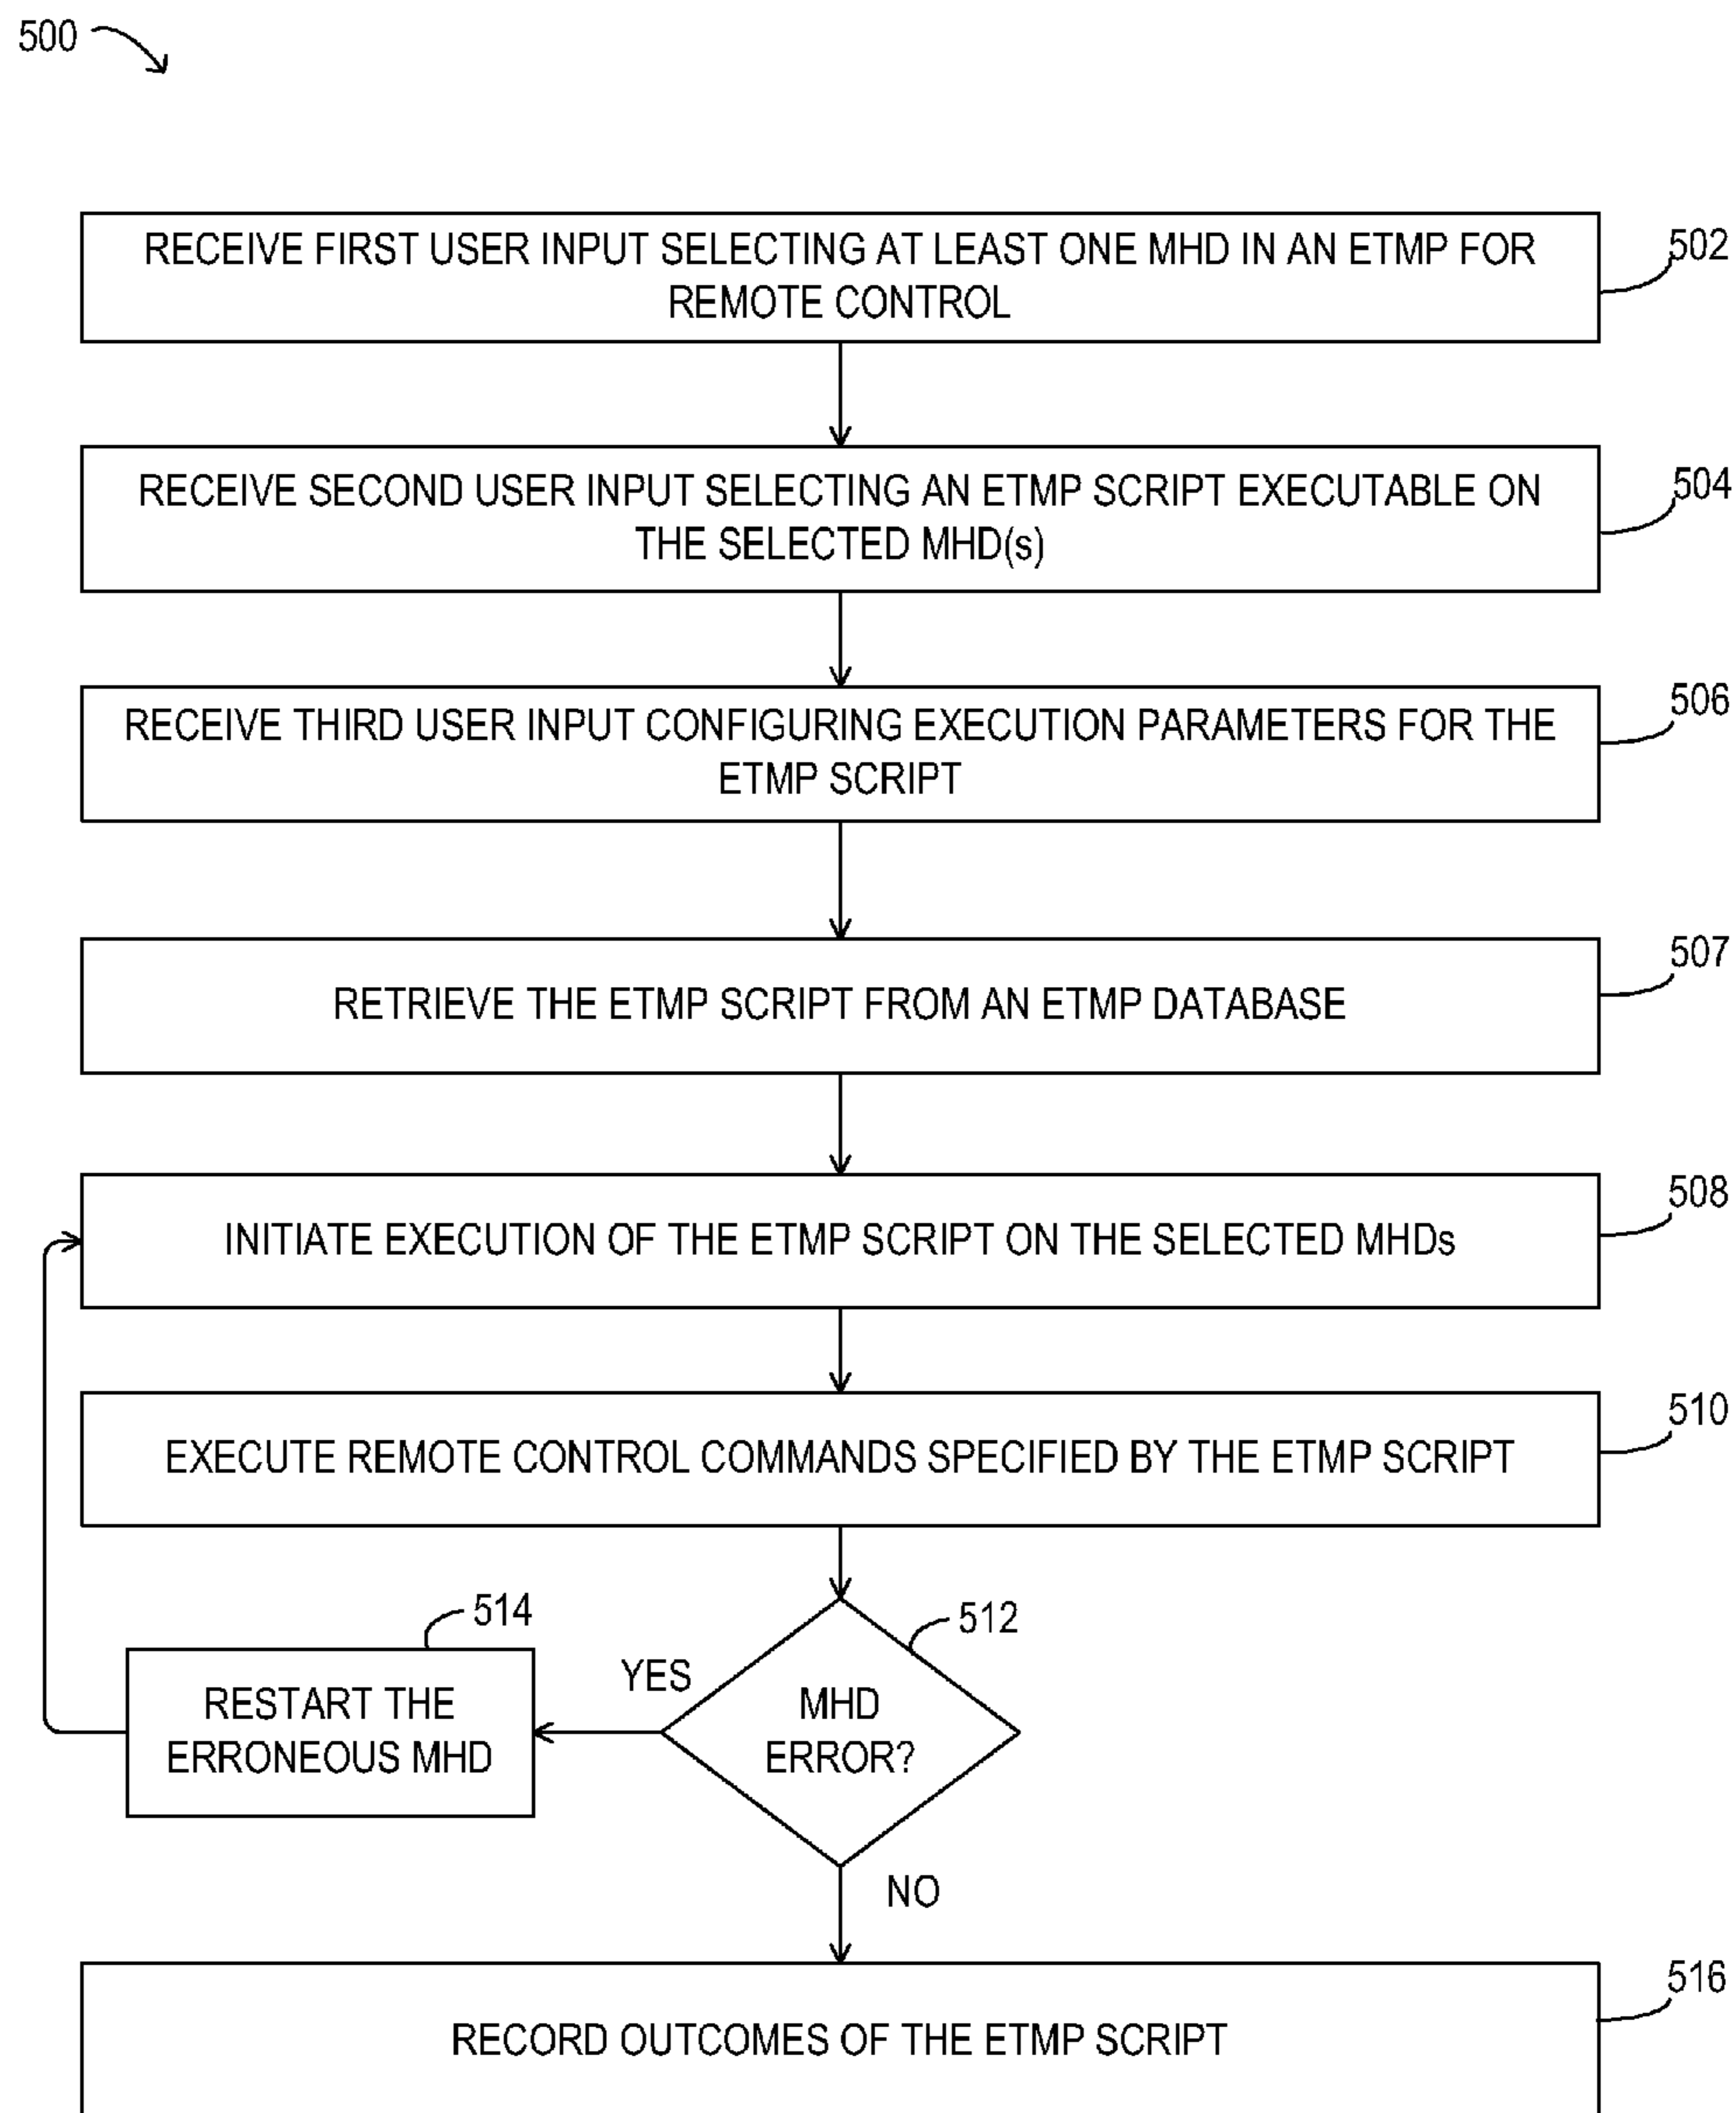 500
RECEIVE FIRST USER INPUT SELECTING AT LEAST ONE MHD IN AN ETMP FOR
REMOTE CONTROL
502
RECEIVE SECOND USER INPUT SELECTING AN ETMP SCRIPT EXECUTABLE ON
THE SELECTED MHD(s)
504
RECEIVE THIRD USER INPUT CONFIGURING EXECUTION PARAMETERS FOR THE
ETMP SCRIPT
506
RETRIEVE THE ETMP SCRIPT FROM AN ETMP DATABASE
507
INITIATE EXECUTION OF THE ETMP SCRIPT ON THE SELECTED MHDs
508
EXECUTE REMOTE CONTROL COMMANDS SPECIFIED BY THE ETMP SCRIPT
510
514
512
YES
RESTART THE
ERRONEOUS MHD
MHD
ERROR?
NO
RECORD OUTCOMES OF THE ETMP SCRIPT
516